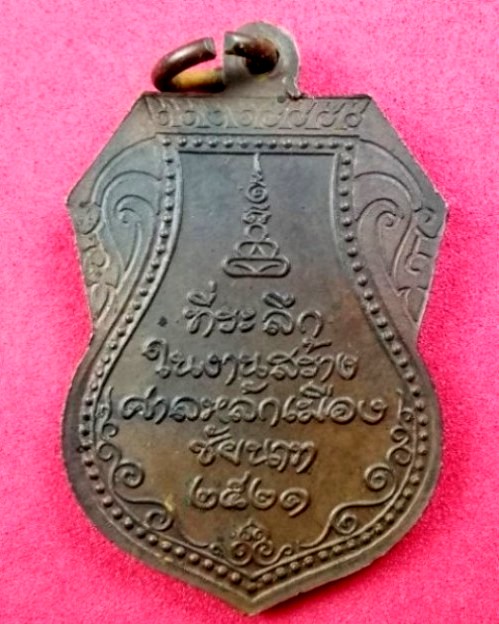 ที่ระลึก
ในงานสร้าง
ศาลหลักเมือง
ชัยนาท
๒๕๒๑